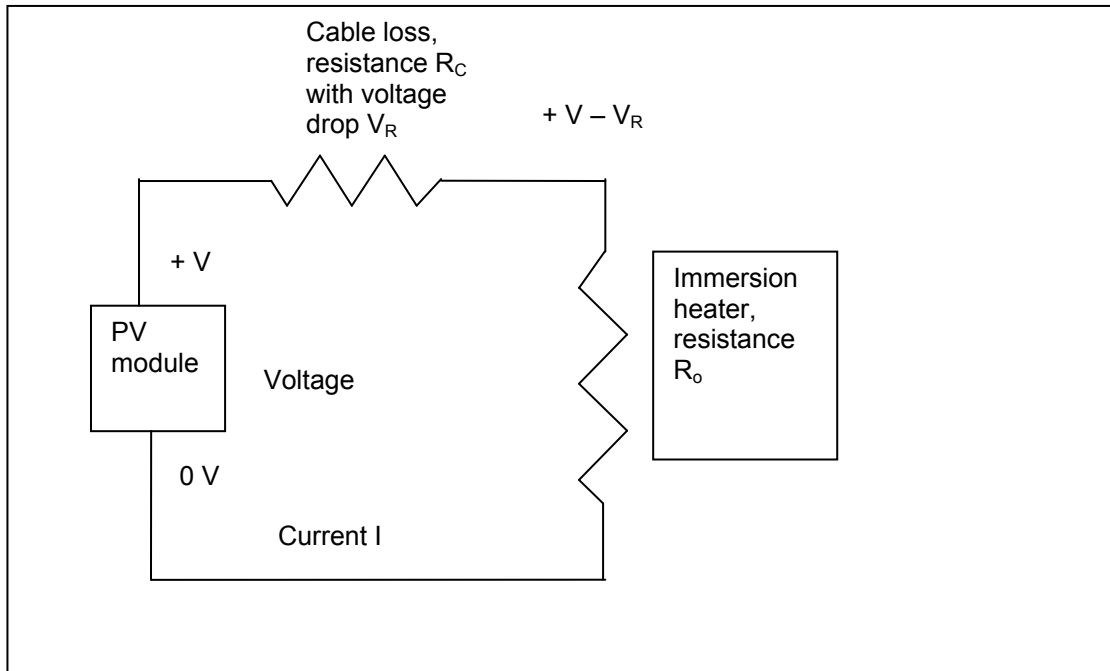 Cable loss,
resistance R_C
with voltage
drop V_R
+ V – V_R
+ V
PV
module
Voltage
0 V
Current I
Immersion
heater,
resistance
R_o